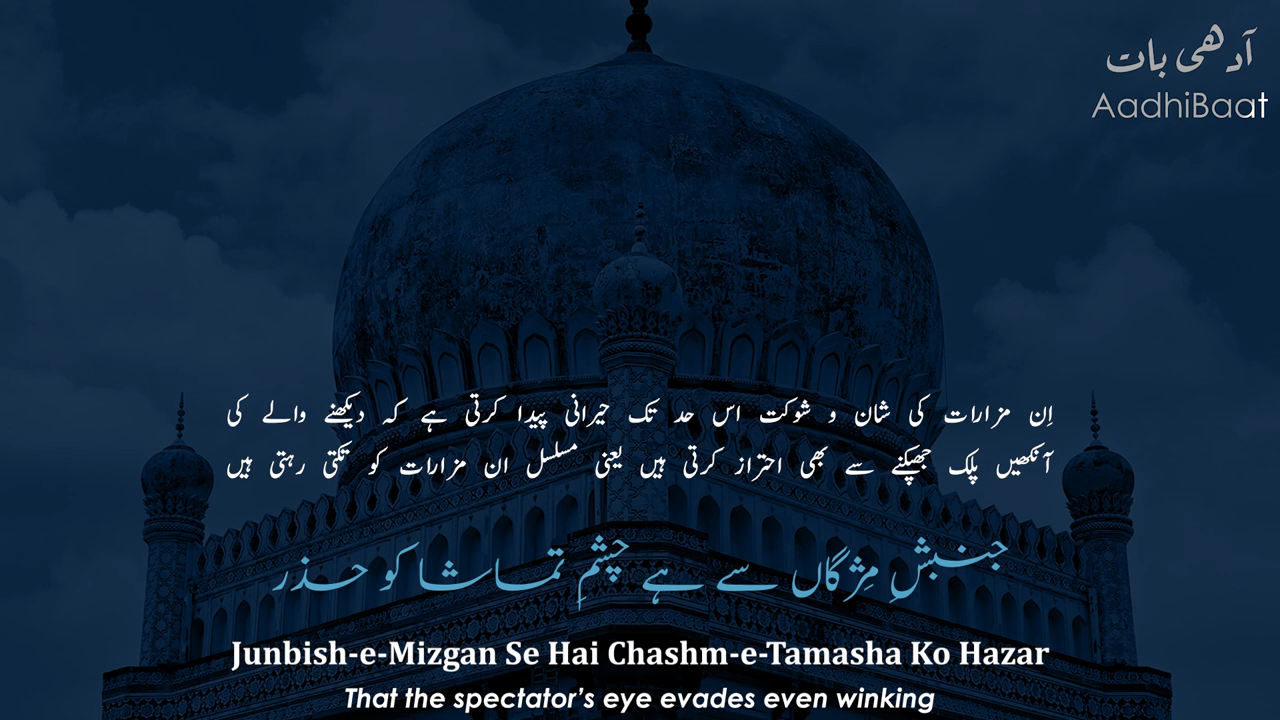 آدھی بات
AadhiBaat
اِن مزارات کی شان و شوکت اس حد تک حیرانی پیدا کرتی ہے کہ دیکھنے والے کی
آنکھیں پلک جھپکنے سے بھی احتراز کرتی ہیں یعنی مسلسل ان مزارات کو تکتی رہتی ہیں
جنبشِ مِژگاں سے ہے چشمِ تماشا کو حذر
Junbish-e-Mizgan Se Hai Chashm-e-Tamasha Ko Hazar
That the spectator’s eye evades even winking